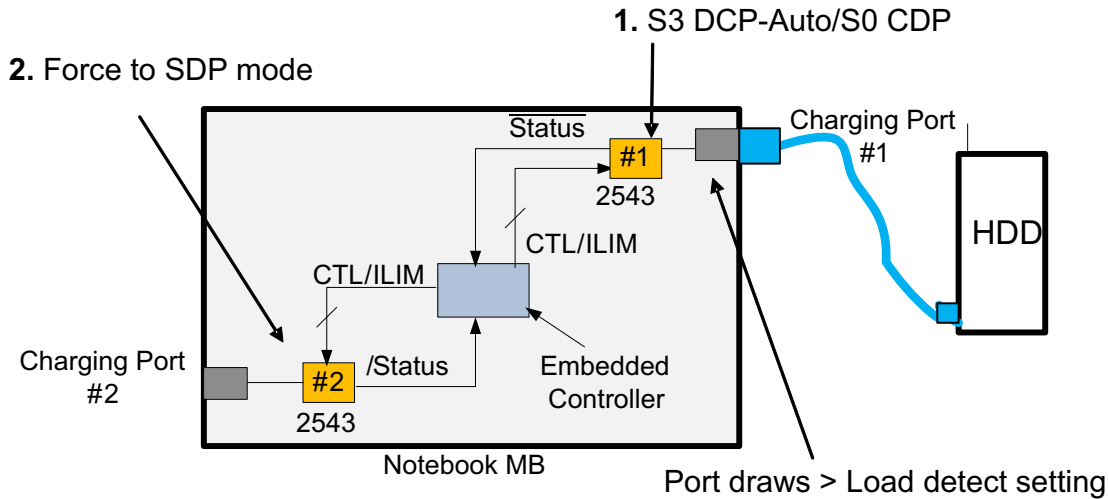 1. S3 DCP-Auto/S0 CDP
2. Force to SDP mode
Status
Charging Port
#1
#1
2543
HDD
CTL/ILIM
CTL/ILIM
Charging Port
#2
/Status
#2
2543
Embedded
Controller
Notebook MB
Port draws > Load detect setting